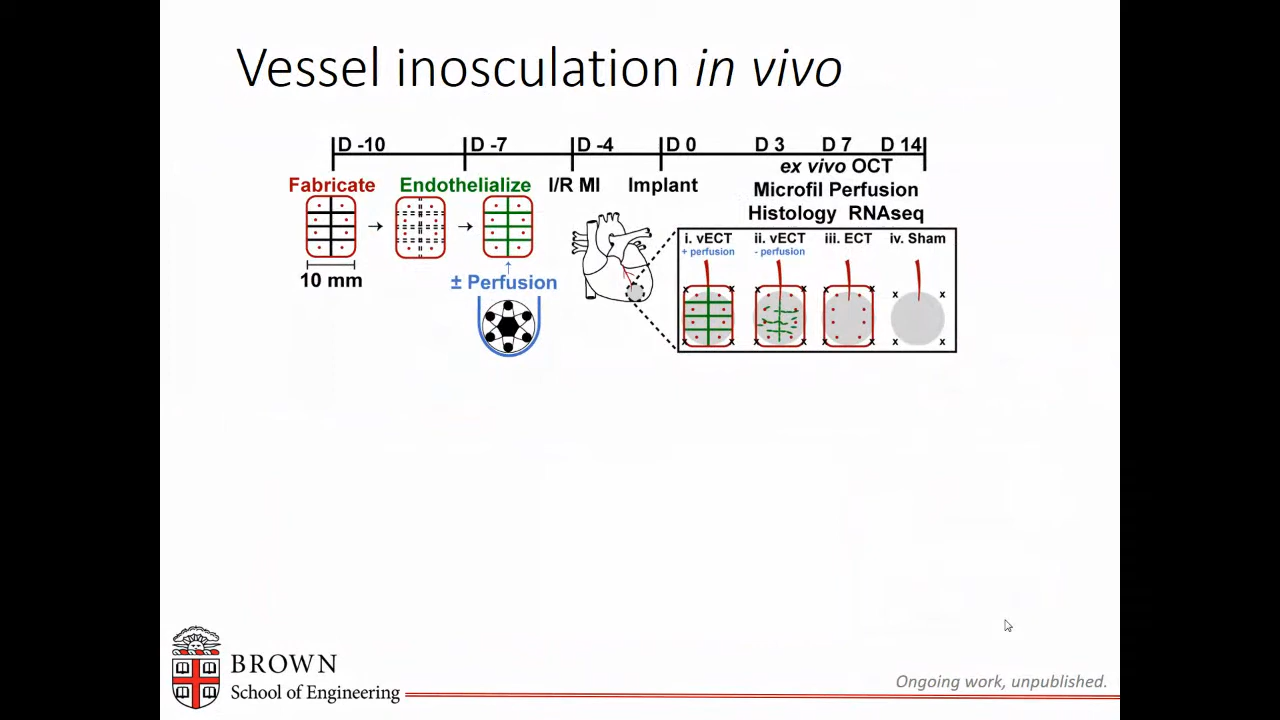 Vessel inosculation in vivo
D -10 D -7 D -4 D 0 D 3 D 7 D 14
ex vivo OCT
Fabricate Endothelialize I/R MI Implant Microfil Perfusion
Histology RNAseq
i. vECT ii. vECT iii. ECT iv. Sham
+ perfusion - perfusion
10 mm
± Perfusion
x x x x x x x x
x x x x x x x x
BROWN
School of Engineering
Ongoing work, unpublished.